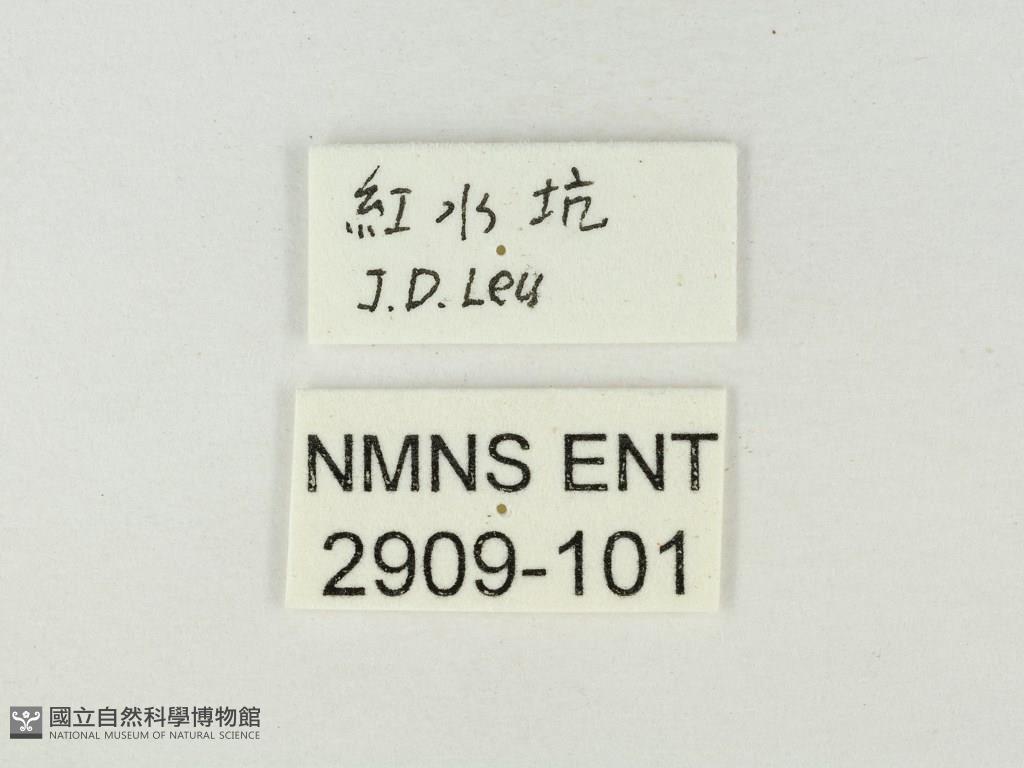 紅水坑
J.D.Leu
NMNS ENT
2909-101
國立自然科學博物館
NATIONAL MUSEUM OF NATURAL SCIENCE